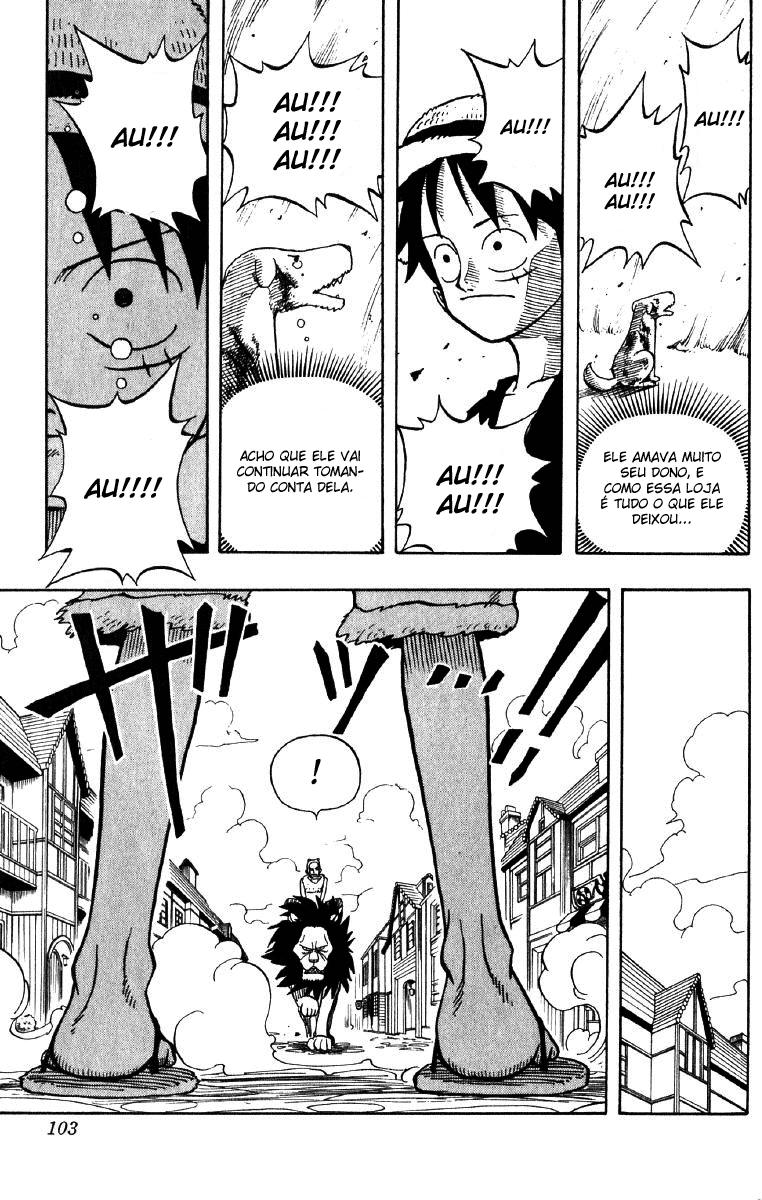 AU!!!
AU!!!
AU!!!
ELE AMAVA MUITO
SEU DONO, E
COMO ESSA LOJA
É TUDO O QUE ELE
DEIXOU...
AU!!!
AU!!!
AU!!!
AU!!!
AU!!!
AU!!!
ACHO QUE ELE VAI
CONTINUAR TOMAN-
DO CONTA DELA.
AU!!!
AU!!!!
!
103